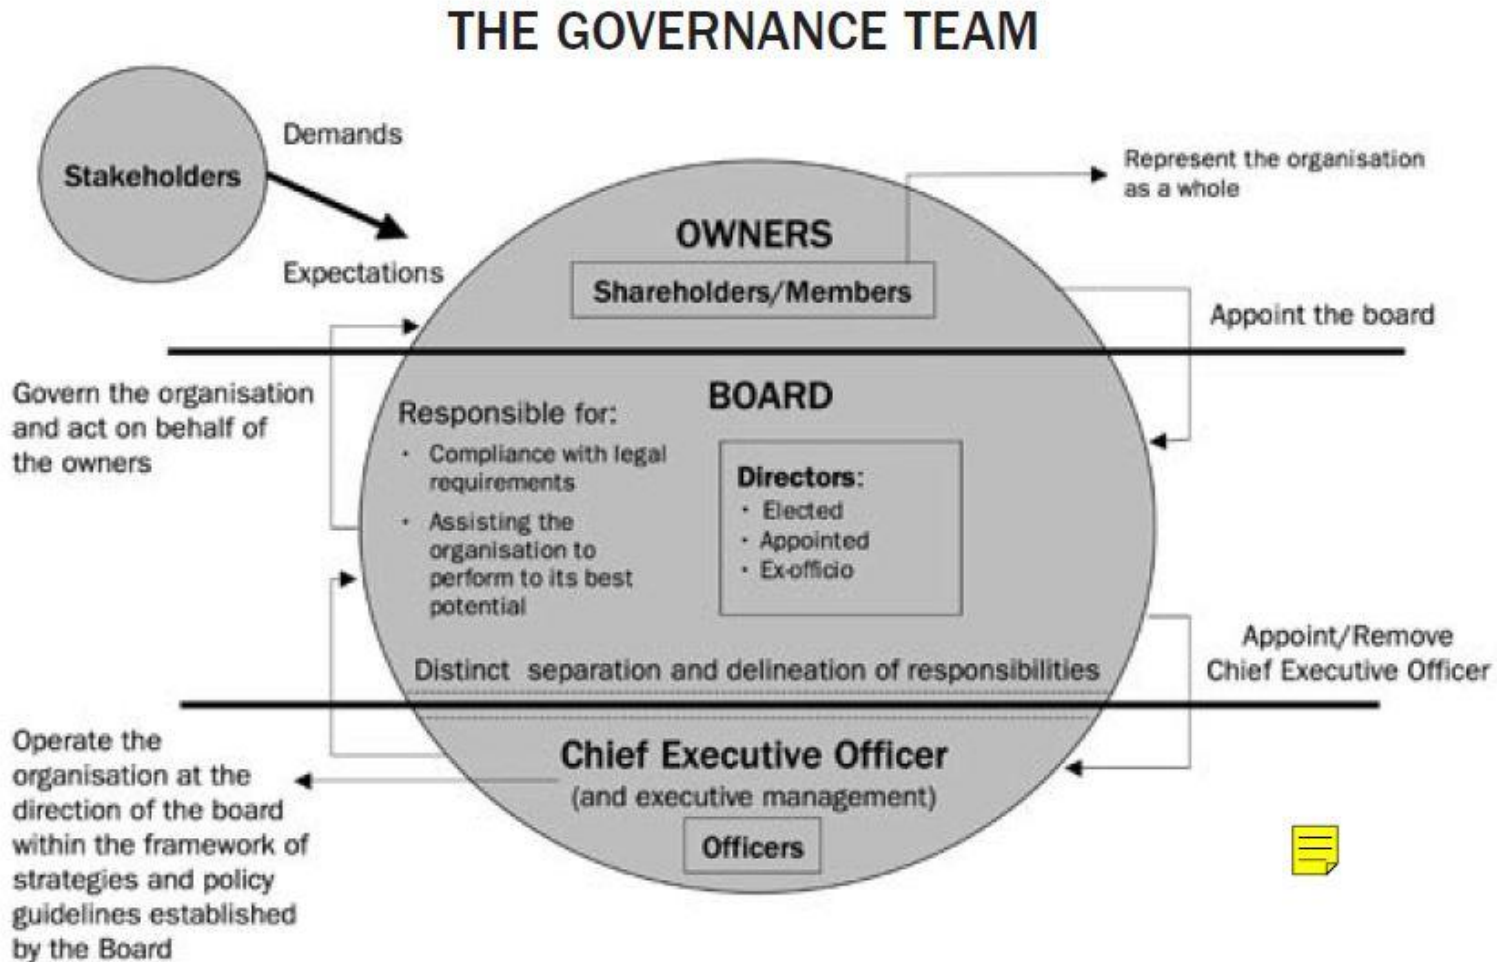 THE GOVERNANCE TEAM
Stakeholders
Demands
Expectations
Represent the organisation
as a whole
OWNERS
Shareholders/Members
Appoint the board
Govern the organisation
and act on behalf of
the owners
BOARD
Responsible for:
· Compliance with legal
requirements
· Assisting the
organisation to
perform to its best
potential
Directors:
· Elected
· Appointed
· Ex-officio
Distinct separation and delineation of responsibilities
Appoint/Remove
Chief Executive Officer
Operate the
organisation at the
direction of the board
within the framework of
strategies and policy
guidelines established
by the Board
Chief Executive Officer
(and executive management)
Officers